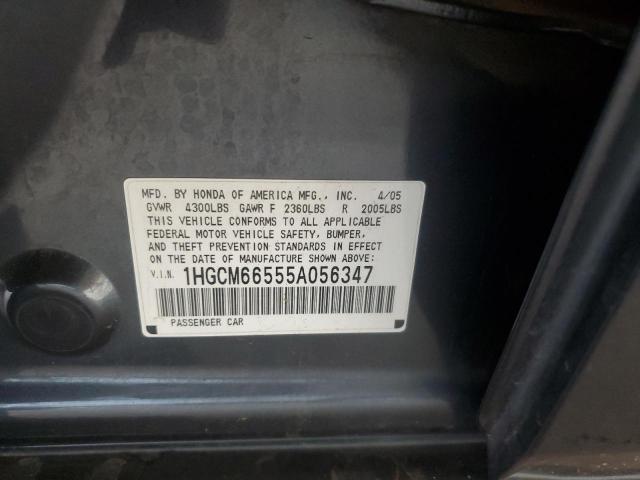 MFD. BY HONDA OF AMERICA MFG., INC. 4/05
GVWR 4300LBS GAWR F 2360LBS R 2005LBS
THIS VEHICLE CONFORMS TO ALL APPLICABLE
FEDERAL MOTOR VEHICLE SAFETY, BUMPER,
AND THEFT PREVENTION STANDARDS IN EFFECT
ON THE DATE OF MANUFACTURE SHOWN ABOVE.
V.I.N. 1HGCM66555A056347
PASSENGER CAR